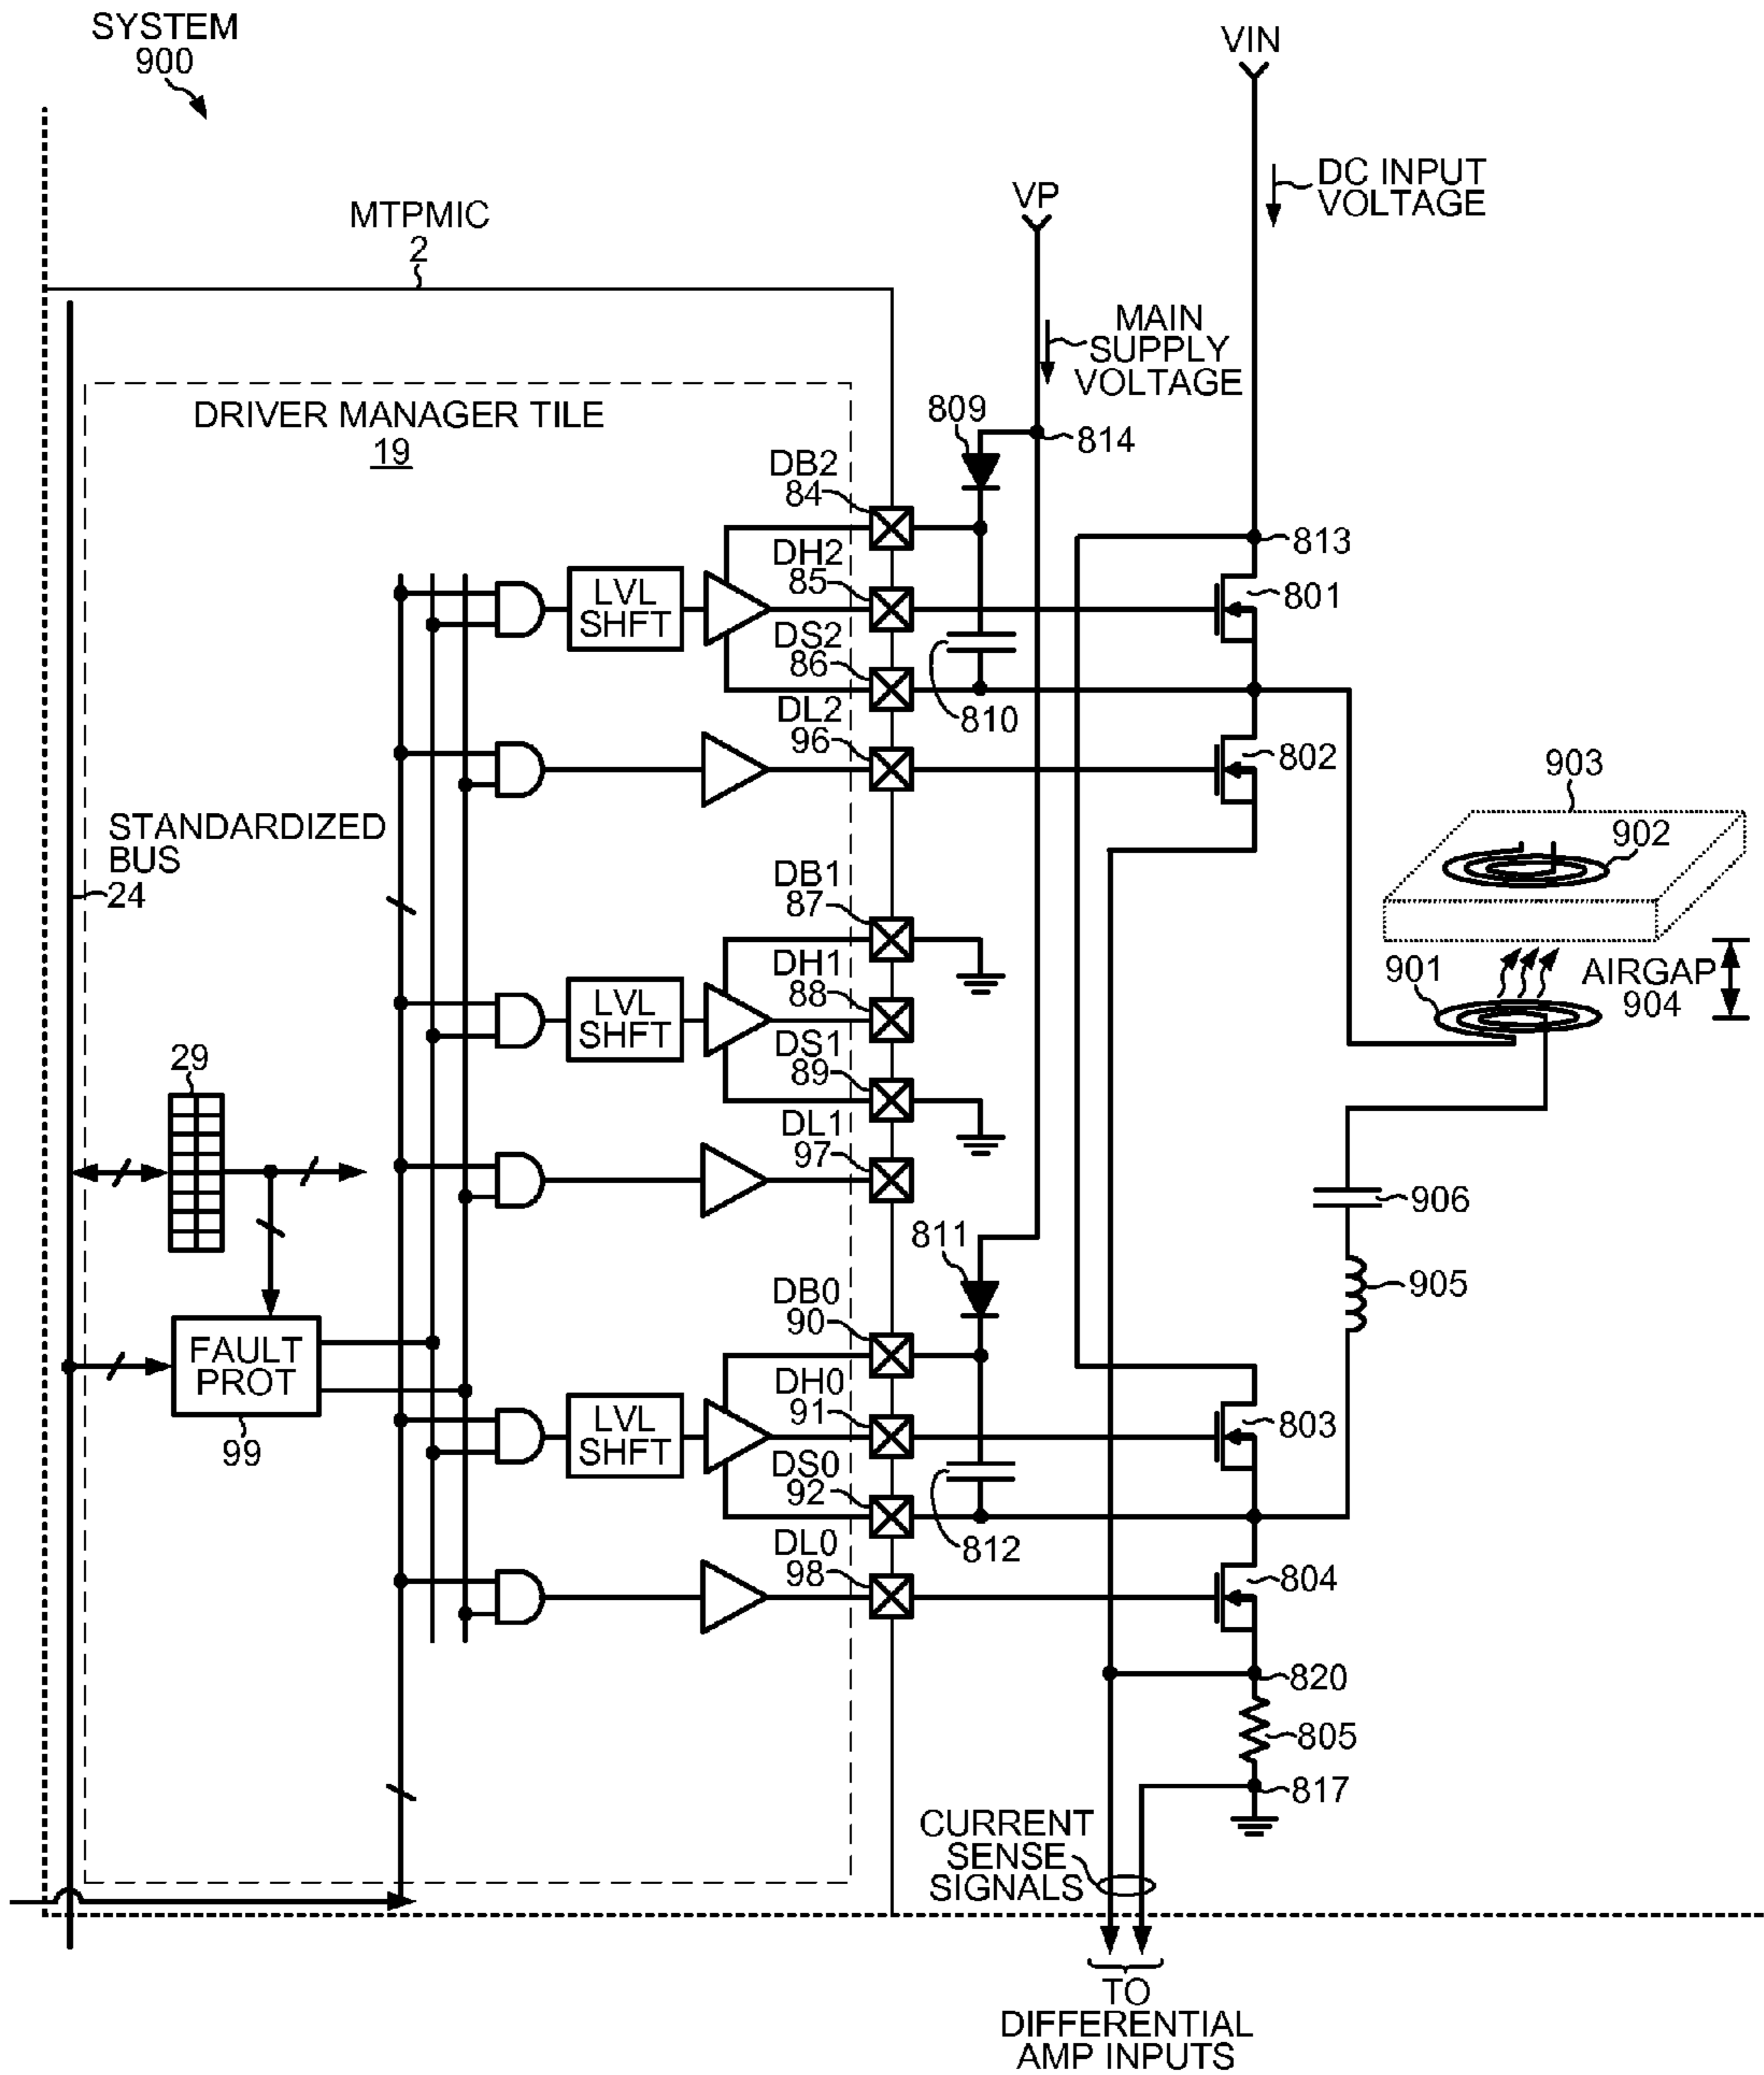 SYSTEM
900
VIN
DC INPUT
VOLTAGE
VP
MTPMIC
2
MAIN
SUPPLY
VOLTAGE
DRIVER MANAGER TILE
19
809
814
DB2
84
813
DH2
85
LVL
SHFT
801
DS2
86
810
DL2
96
802
903
902
STANDARDIZED
BUS
24
DB1
87
901
AIRGAP
904
DH1
88
LVL
SHFT
DS1
89
29
DL1
97
906
811
905
DB0
90
FAULT
PROT
99
DH0
91
LVL
SHFT
803
DS0
92
812
DL0
98
804
820
805
817
CURRENT
SENSE
SIGNALS
TO
DIFFERENTIAL
AMP INPUTS